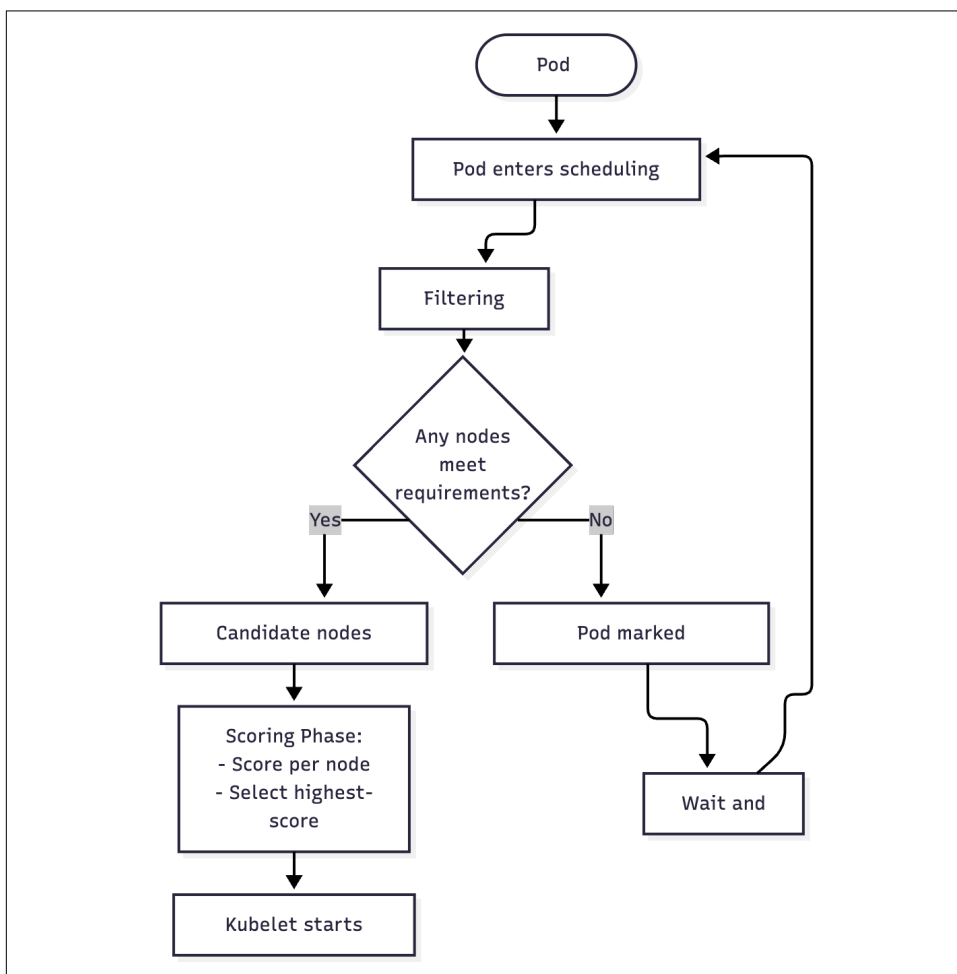 Pod
Pod enters scheduling
Filtering
Any nodes
meet
requirements?
Yes
No
Candidate nodes
Pod marked
Scoring Phase:
- Score per node
- Select highest-
score
Wait and
Kubelet starts